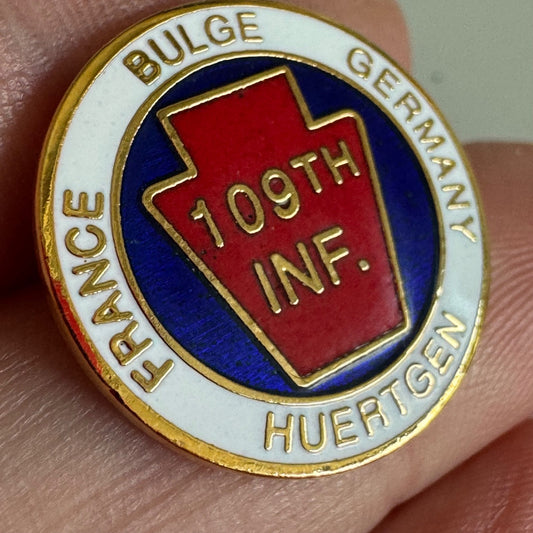 FRANCE
BULGE
GERMANY
HUERTGEN
109TH
INF.